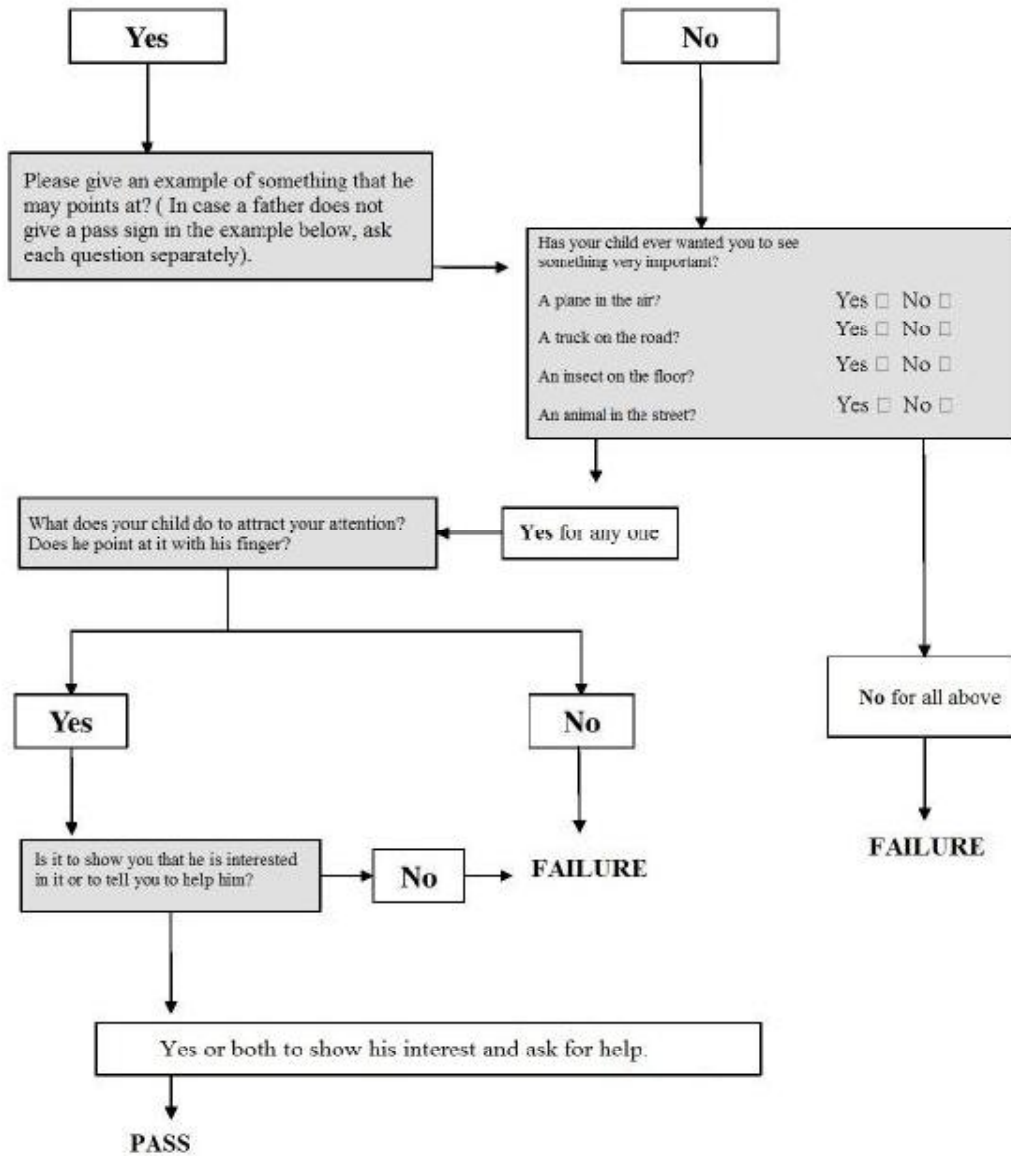 Yes
No
Please give an example of something that he
may points at? ( In case a father does not
give a pass sign in the example below, ask
each question separately).
Has your child ever wanted you to see
something very important?
A plane in the air? Yes □ No □
A truck on the road? Yes □ No □
An insect on the floor? Yes □ No □
An animal in the street? Yes □ No □
What does your child do to attract your attention?
Does he point at it with his finger?
Yes for any one
Yes
No
No for all above
Is it to show you that he is interested
in it or to tell you to help him?
No
FAILURE
FAILURE
Yes or both to show his interest and ask for help.
PASS